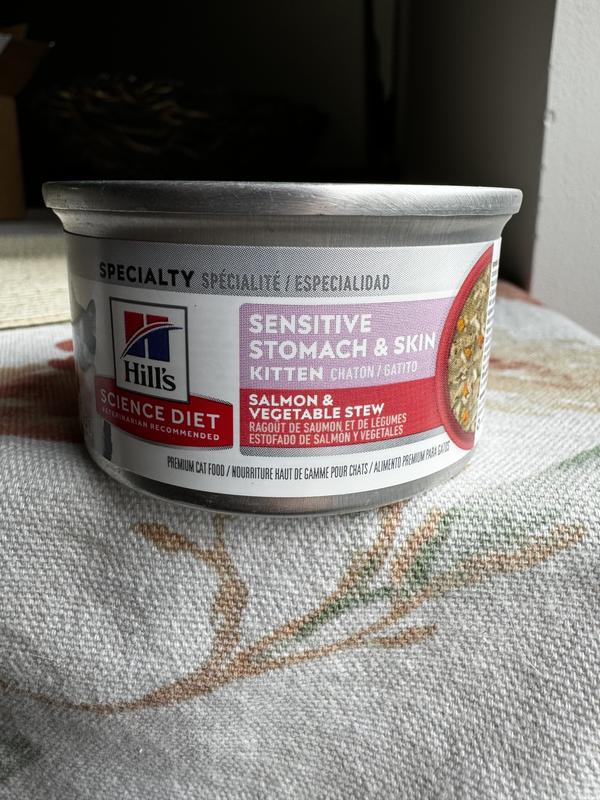 SPECIALTY SPÉCIALITÉ / ESPECIALIDAD
Hill's
SCIENCE DIET
VETERINARIAN RECOMMENDED
SENSITIVE
STOMACH & SKIN
KITTEN CHATON / GATITO
SALMON &
VEGETABLE STEW
RAGOÛT DE SAUMON ET DE LÉGUMES
ESTOFADO DE SALMÓN Y VEGETALES
PREMIUM CAT FOOD / NOURRITURE HAUT DE GAMME POUR CHATS / ALIMENTO PREMIUM PARA GATOS